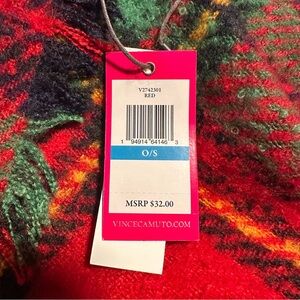 V2742301
RED
1 94914 64146 3
O/S
MSRP $32.00
VINCECAMUTO.COM